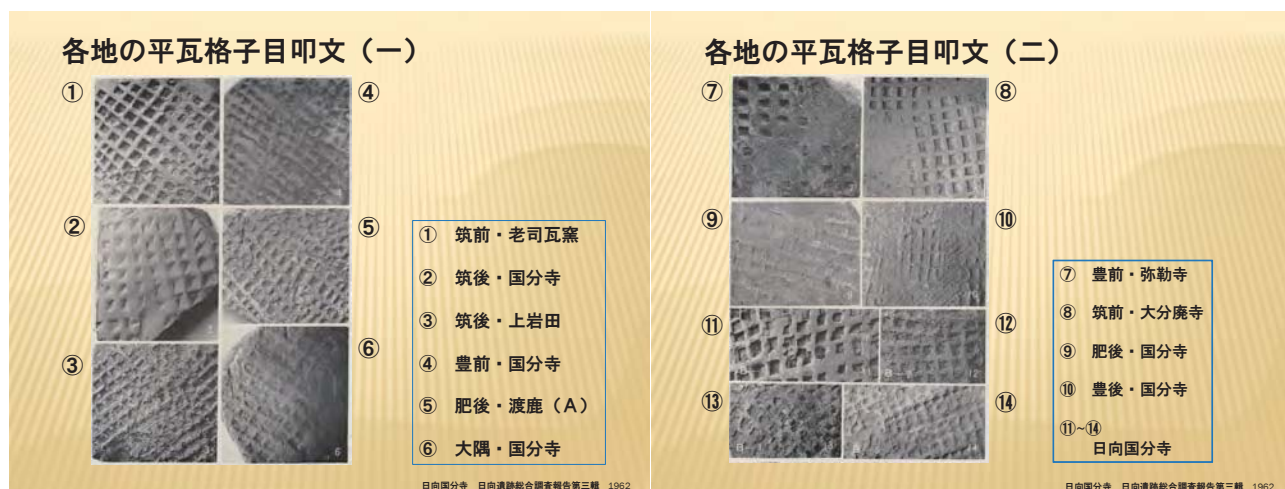 各地の平瓦格子目叩文（一）
①
④
②
⑤
③
⑥
① 筑前・老司瓦窯
② 筑後・国分寺
③ 筑後・上岩田
④ 豊前・国分寺
⑤ 肥後・渡鹿（A）
⑥ 大隅・国分寺
6
日向国分寺 日向遺跡総合調査報告第三輯 1962
各地の平瓦格子目叩文（二）
⑦
⑧
⑨
⑩
⑪
⑫
⑬
⑭
⑦ 豊前・弥勒寺
⑧ 筑前・大分廃寺
⑨ 肥後・国分寺
⑩ 豊後・国分寺
⑪~⑭
日向国分寺
12
日向国分寺 日向遺跡総合調査報告第三輯 1962